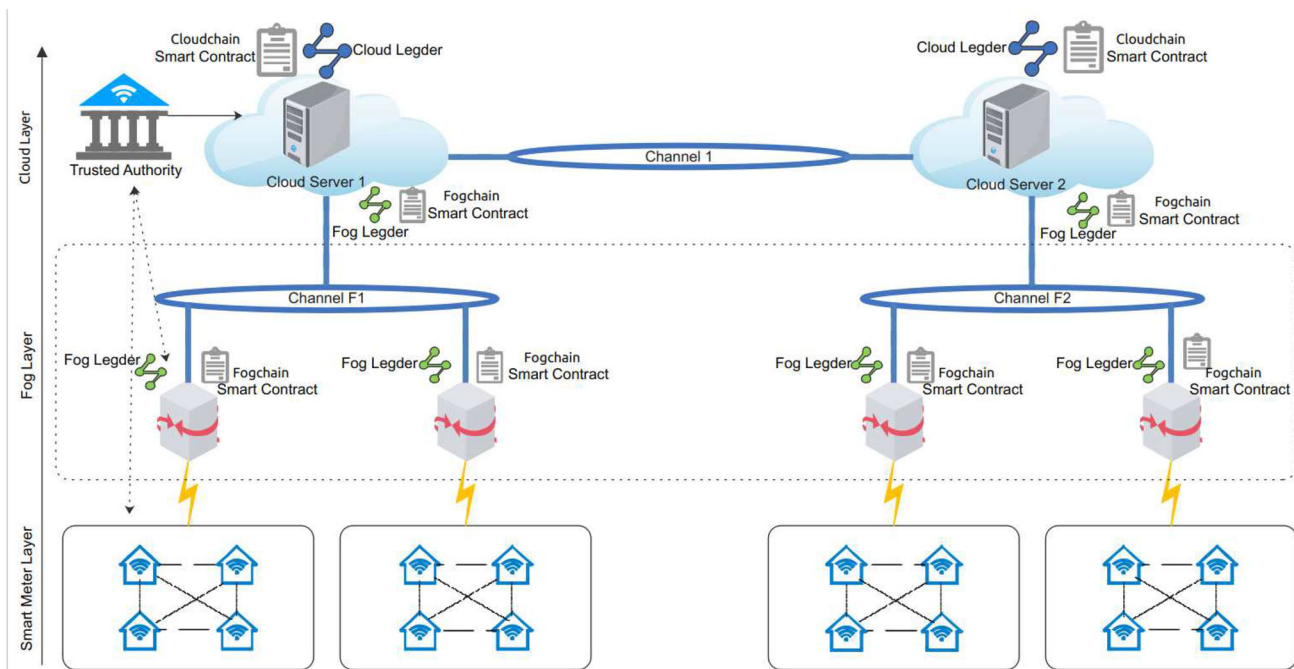 Cloudchain
Smart Contract
Cloud Legder
Cloud Legder
Cloudchain
Smart Contract
Cloud Layer
Trusted Authority
Channel 1
Cloud Server 1
Cloud Server 2
Fogchain
Smart Contract
Fog Legder
Fogchain
Smart Contract
Fog Legder
Fog Layer
Channel F1
Channel F2
Fog Legder
Fogchain
Smart Contract
Fog Legder
Fogchain
Smart Contract
Fog Legder
Fogchain
Smart Contract
Fog Legder
Fogchain
Smart Contract
Smart Meter Layer